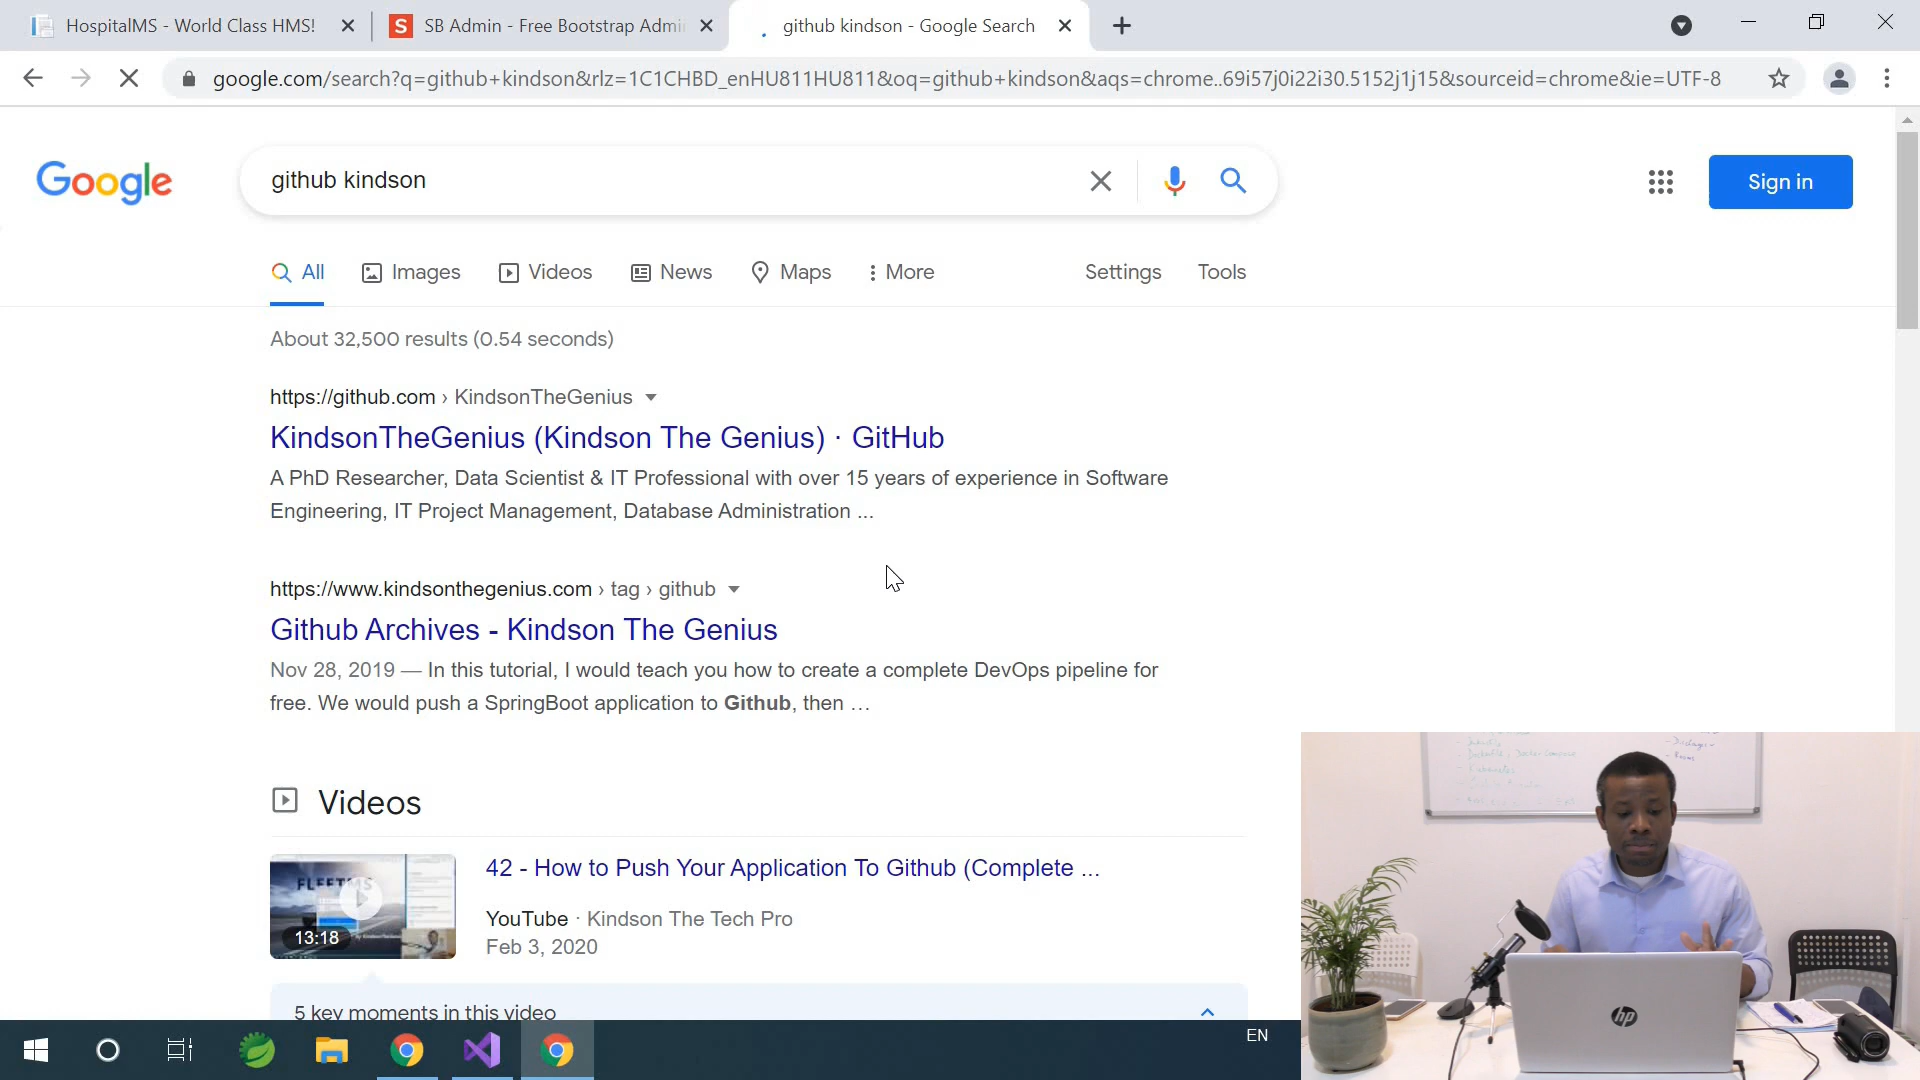 HospitalMS - World Class HMS!
SB Admin - Free Bootstrap Admi
github kindson - Google Search
google.com/search?q=github+kindson&rlz=1C1CHBD_enHU811HU811&oq=github+kindson&aqs=chrome..69i57j0i22i30.5152j1j15&sourceid=chrome&ie=UTF-8
Google
github kindson
Sign in
All
Images
Videos
News
Maps
More
Settings
Tools
About 32,500 results (0.54 seconds)
https://github.com › KindsonTheGenius
KindsonTheGenius (Kindson The Genius) · GitHub
A PhD Researcher, Data Scientist & IT Professional with over 15 years of experience in Software
Engineering, IT Project Management, Database Administration ...
https://www.kindsonthegenius.com › tag › github
Github Archives - Kindson The Genius
Nov 28, 2019 — In this tutorial, I would teach you how to create a complete DevOps pipeline for
free. We would push a SpringBoot application to Github, then ...
Videos
FLEETMS
13:18
42 - How to Push Your Application To Github (Complete ...
YouTube · Kindson The Tech Pro
Feb 3, 2020
5 key moments in this video
EN
hp